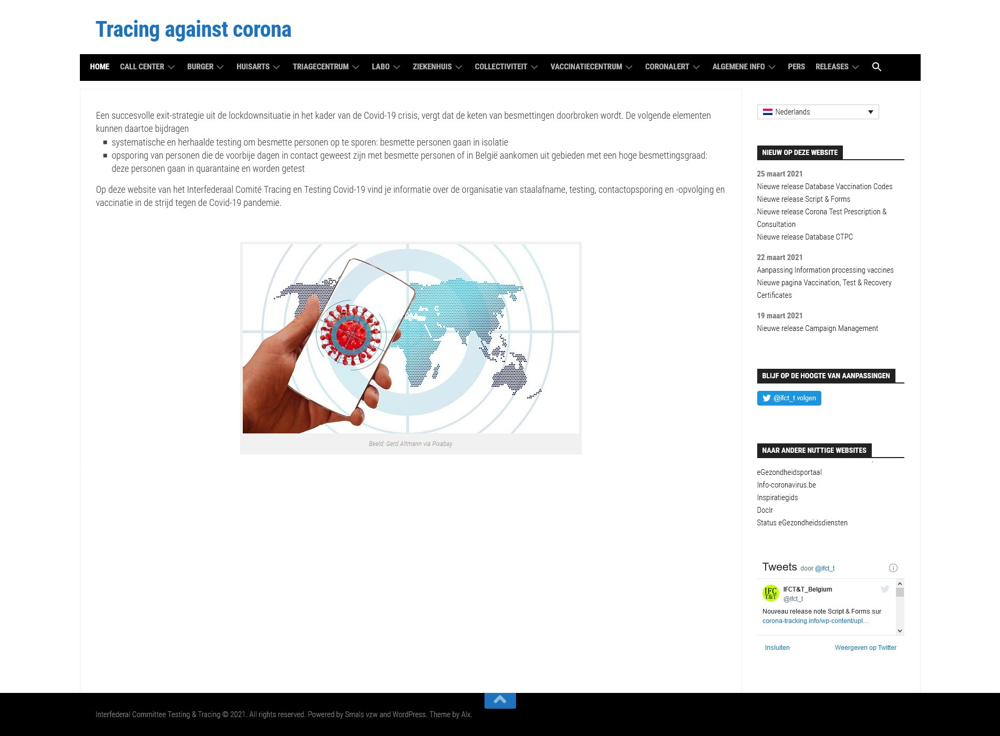 Tracing against corona
HOME CALL CENTER BURGER HUISARTS TRIAGECENTRUM LABO ZIEKENHUIS COLLECTIVITEIT VACCINATIECENTRUM CORONALERT ALGEMENE INFO PERS RELEASES
Een succesvolle exit-strategie uit de lockdownsituatie in het kader van de Covid-19 crisis, vergt dat de keten van besmettingen doorbroken wordt. De volgende elementen
kunnen daartoe bijdragen
systematische en herhaalde testing om besmette personen op te sporen: besmette personen gaan in isolatie
opsporing van personen die de voorbije dagen in contact geweest zijn met besmette personen of in België aankomen uit gebieden met een hoge besmettingsgraad:
deze personen gaan in quarantaine en worden getest
Op deze website van het Interfederaal Comité Tracing en Testing Covid-19 vind je informatie over de organisatie van staalafname, testing, contactopsporing en -opvolging en
vaccinatie in de strijd tegen de Covid-19 pandemie.
Beeld: Gerd Altmann via Pixabay
Nederlands
NIEUW OP DEZE WEBSITE
25 maart 2021
Nieuwe release Database Vaccination Codes
Nieuwe release Script & Forms
Nieuwe release Corona Test Prescription &
Consultation
Nieuwe release Database CTPC
22 maart 2021
Aanpassing Information processing vaccines
Nieuwe pagina Vaccination, Test & Recovery
Certificates
19 maart 2021
Nieuwe release Campaign Management
BLIJF OP DE HOOGTE VAN AANPASSINGEN
@ifct_t volgen
NAAR ANDERE NUTTIGE WEBSITES
eGezondheidsportaal
Info-coronavirus.be
Inspiratiegids
Doclr
Status eGezondheidsdiensten
Tweets door @ifct_t
IFC
T&T
IFCT&T_Belgium
@ifct_t
Nouveau release note Script & Forms sur
corona-tracking.info/wp-content/upl…
Insluiten Weergeven op Twitter
Interfederal Committee Testing & Tracing © 2021. All rights reserved. Powered by Smals vzw and WordPress. Theme by Alx.